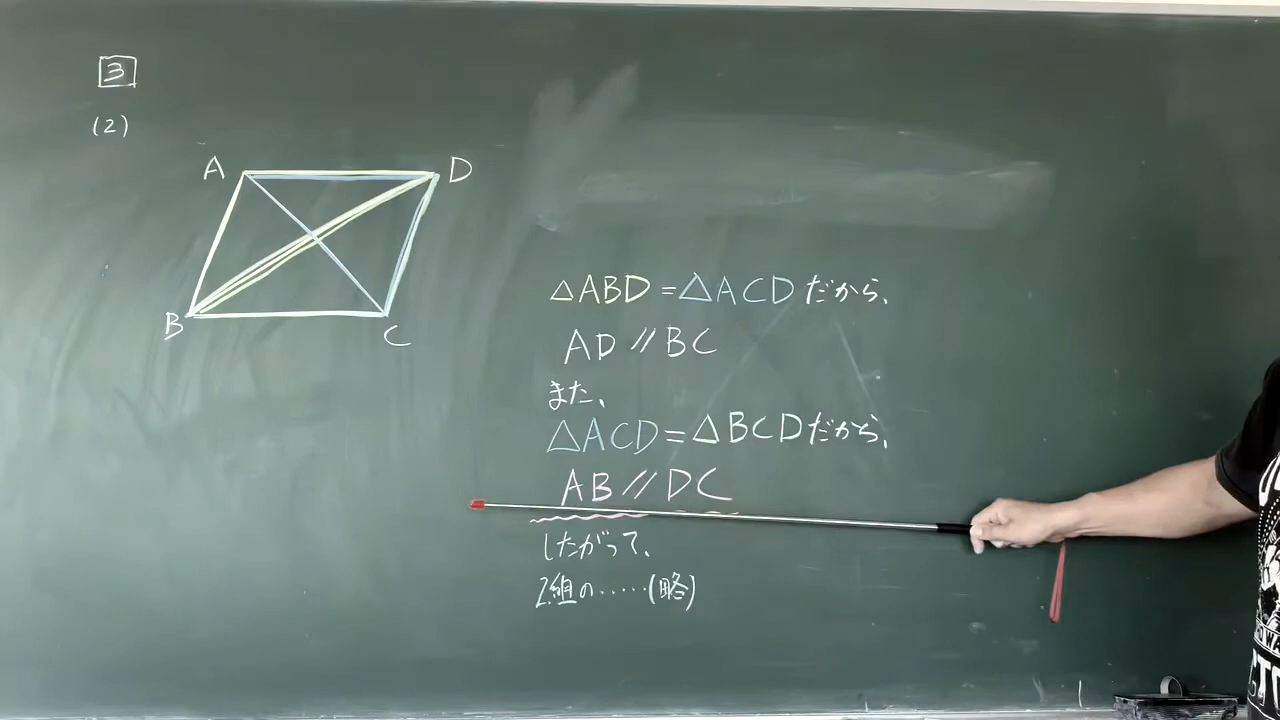 3
(2)
A
D
B
C
△ABD=△ACDだから、
AD//BC
また、
△ACD=△BCDだから、
AB//DC
したがって、
2組の……(略)